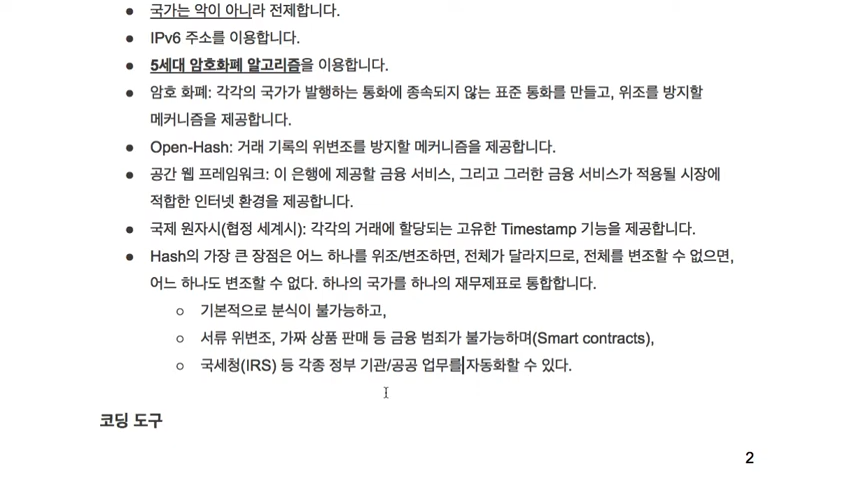 국가는 악이 아니라 전제합니다.
IPv6 주소를 이용합니다.
5세대 암호화폐 알고리즘을 이용합니다.
암호 화폐: 각각의 국가가 발행하는 통화에 종속되지 않는 표준 통화를 만들고, 위조를 방지할
메커니즘을 제공합니다.
Open-Hash: 거래 기록의 위변조를 방지할 메커니즘을 제공합니다.
공간 웹 프레임워크: 이 은행에 제공할 금융 서비스, 그리고 그러한 금융 서비스가 적용될 시장에
적합한 인터넷 환경을 제공합니다.
국제 원자시(협정 세계시): 각각의 거래에 할당되는 고유한 Timestamp 기능을 제공합니다.
Hash의 가장 큰 장점은 어느 하나를 위조/변조하면, 전체가 달라지므로, 전체를 변조할 수 없으면,
어느 하나도 변조할 수 없다. 하나의 국가를 하나의 재무제표로 통합합니다.
기본적으로 분식이 불가능하고,
서류 위변조, 가짜 상품 판매 등 금융 범죄가 불가능하며(Smart contracts),
국세청(IRS) 등 각종 정부 기관/공공 업무를 자동화할 수 있다.
코딩 도구
2